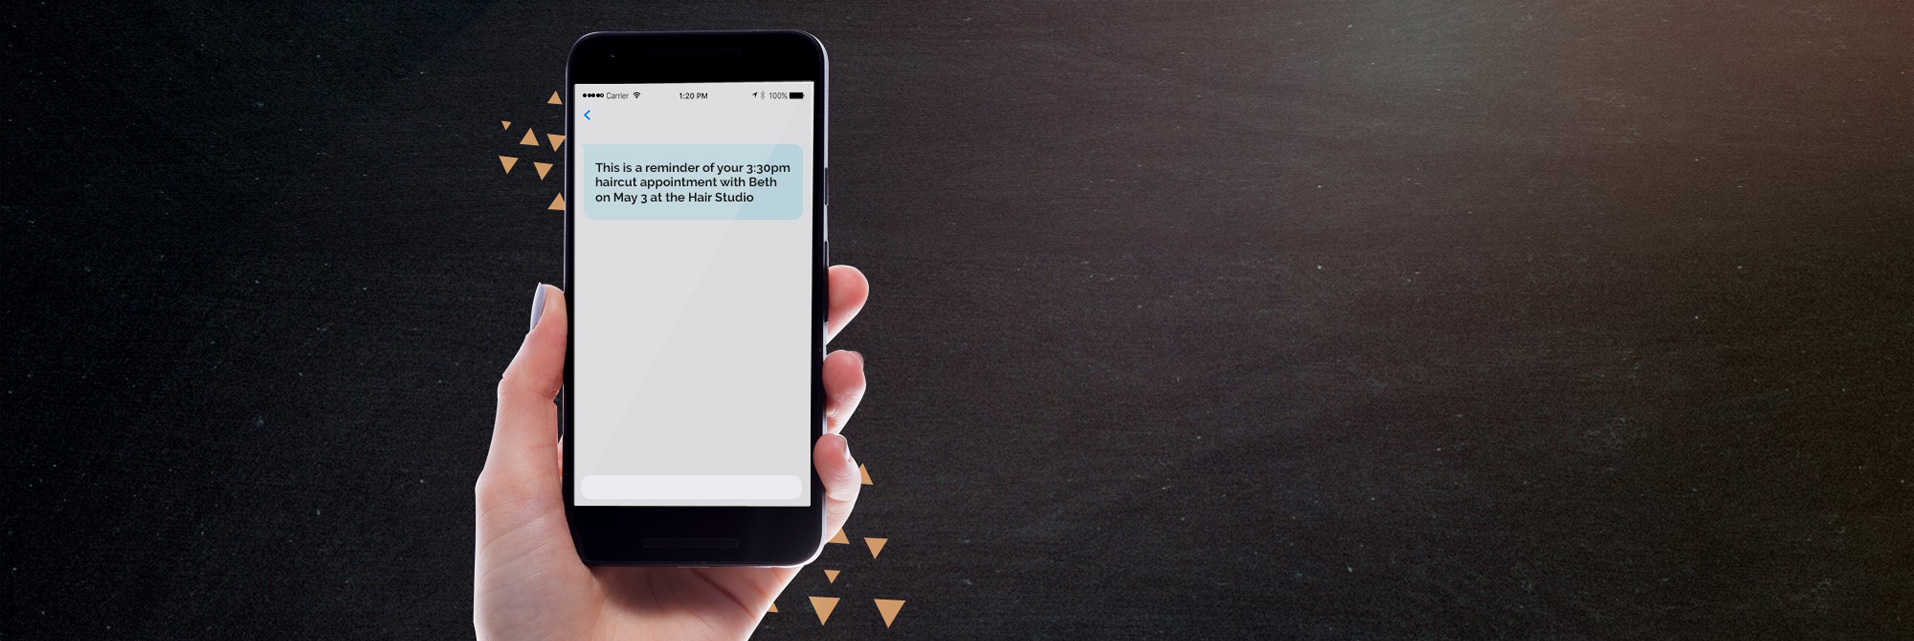 Carrier 1:20 PM 100%
This is a reminder of your 3:30pm
haircut appointment with Beth
on May 3 at the Hair Studio